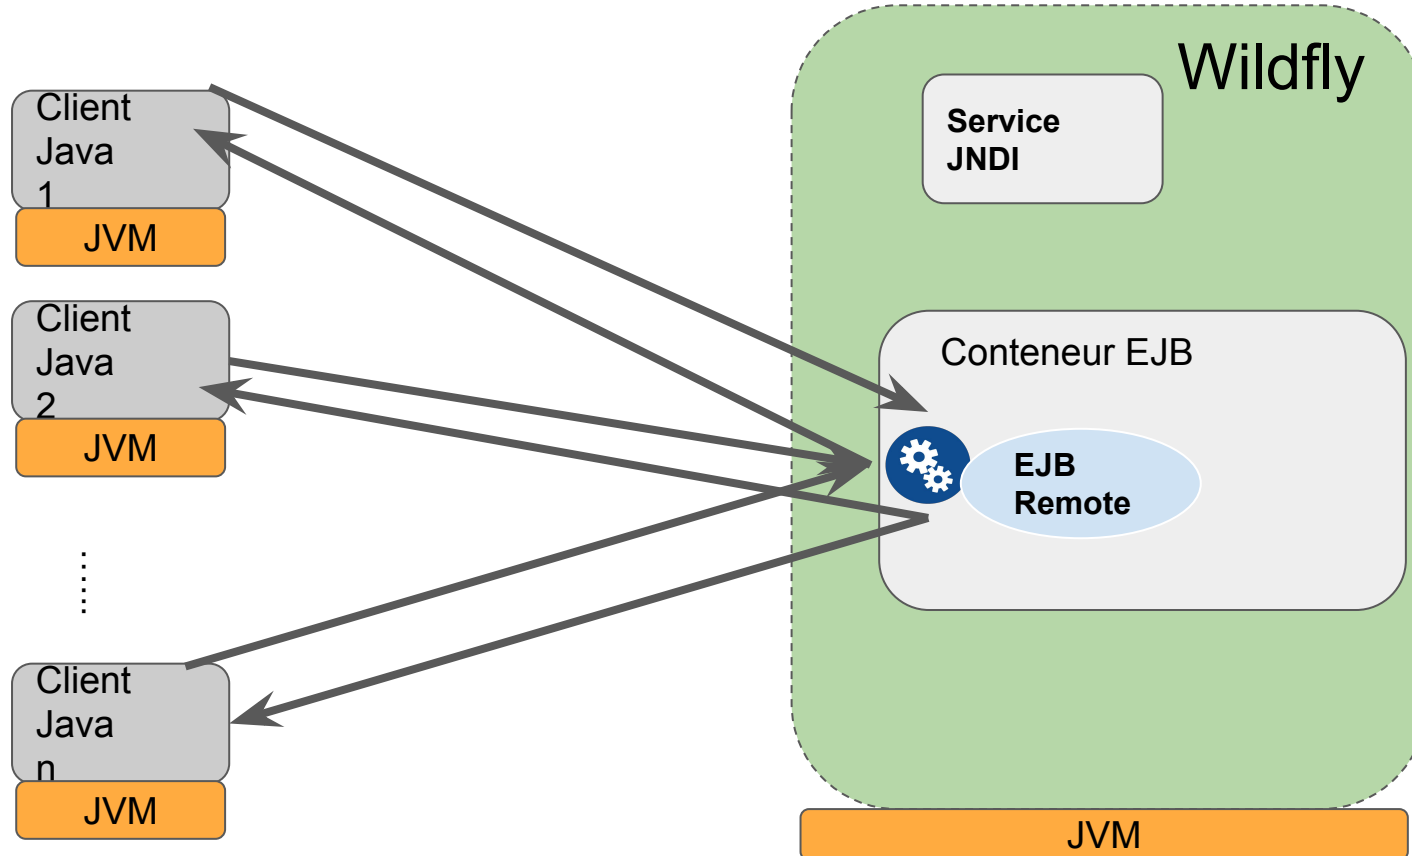 Wildfly
Service
JNDI
Client
Java
1
JVM
Client
Java
2
JVM
Conteneur EJB
EJB
Remote
......
Client
Java
n
JVM
JVM